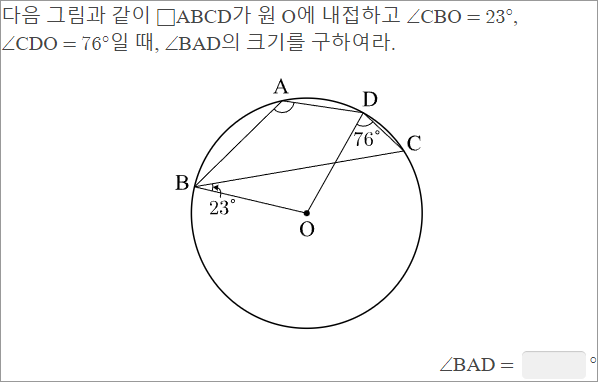 다음 그림과 같이 □ABCD가 원 O에 내접하고 ∠CBO = 23°,
∠CDO = 76°일 때, ∠BAD의 크기를 구하여라.
A
D
76°
C
B
23°
O
∠BAD = °